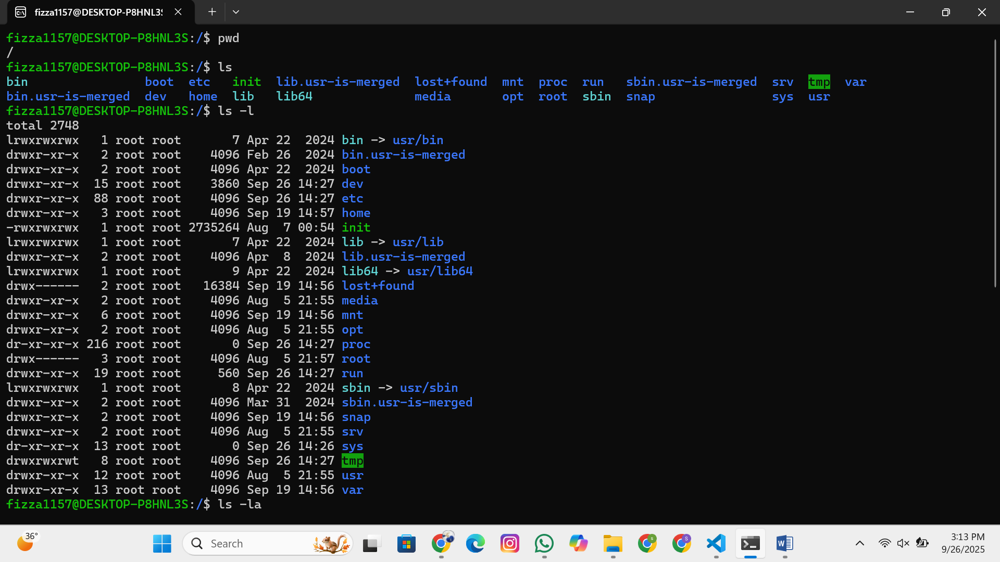 fizza1157@DESKTOP-P8HNL3S
fizza1157@DESKTOP-P8HNL3S:/$ pwd
/
fizza1157@DESKTOP-P8HNL3S:/$ ls
bin                boot  etc   init  lib.usr-is-merged  lost+found  mnt  proc  run   sbin.usr-is-merged  srv  tmp  var
bin.usr-is-merged  dev   home  lib   lib64              media       opt  root  sbin  snap                sys  usr
fizza1157@DESKTOP-P8HNL3S:/$ ls -l
total 2748
lrwxrwxrwx   1 root root       7 Apr 22  2024 bin -> usr/bin
drwxr-xr-x   2 root root    4096 Feb 26  2024 bin.usr-is-merged
drwxr-xr-x   2 root root    4096 Apr 22  2024 boot
drwxr-xr-x  15 root root    3860 Sep 26 14:27 dev
drwxr-xr-x  88 root root    4096 Sep 26 14:27 etc
drwxr-xr-x   3 root root    4096 Sep 19 14:57 home
-rwxrwxrwx   1 root root 2735264 Aug  7 00:54 init
lrwxrwxrwx   1 root root       7 Apr 22  2024 lib -> usr/lib
drwxr-xr-x   2 root root    4096 Apr  8  2024 lib.usr-is-merged
lrwxrwxrwx   1 root root       9 Apr 22  2024 lib64 -> usr/lib64
drwx------   2 root root   16384 Sep 19 14:56 lost+found
drwxr-xr-x   2 root root    4096 Aug  5 21:55 media
drwxr-xr-x   6 root root    4096 Sep 19 14:56 mnt
drwxr-xr-x   2 root root    4096 Aug  5 21:55 opt
dr-xr-xr-x 216 root root       0 Sep 26 14:27 proc
drwx------   3 root root    4096 Aug  5 21:57 root
drwxr-xr-x  19 root root     560 Sep 26 14:27 run
lrwxrwxrwx   1 root root       8 Apr 22  2024 sbin -> usr/sbin
drwxr-xr-x   2 root root    4096 Mar 31  2024 sbin.usr-is-merged
drwxr-xr-x   2 root root    4096 Sep 19 14:56 snap
drwxr-xr-x   2 root root    4096 Aug  5 21:55 srv
dr-xr-xr-x  13 root root       0 Sep 26 14:26 sys
drwxrwxrwt   8 root root    4096 Sep 26 14:27 tmp
drwxr-xr-x  12 root root    4096 Aug  5 21:55 usr
drwxr-xr-x  13 root root    4096 Sep 19 14:56 var
fizza1157@DESKTOP-P8HNL3S:/$ ls -la
36°
Search
3:13 PM
9/26/2025